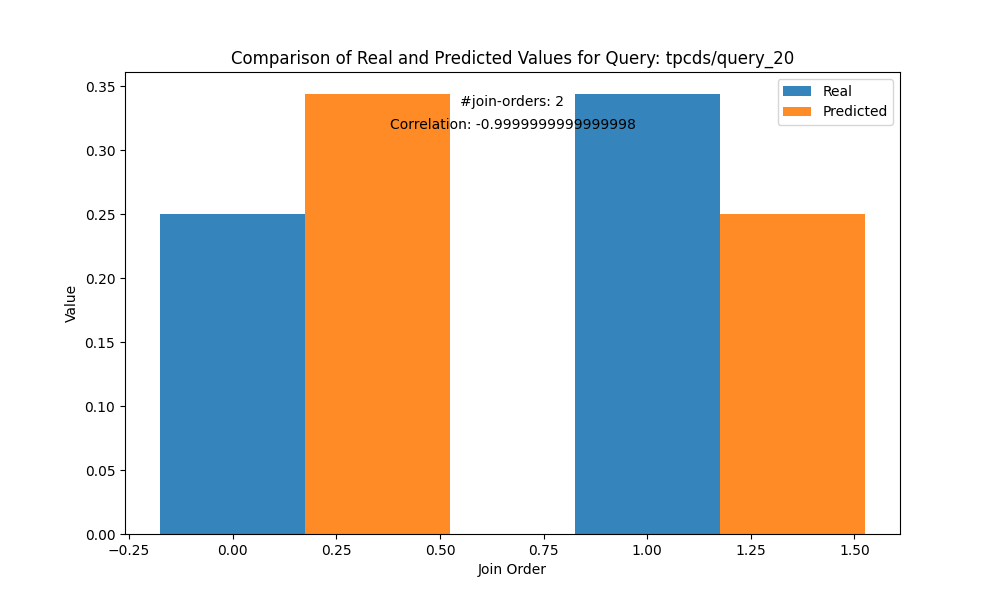 Comparison of Real and Predicted Values for Query: tpcds/query_20
#join-orders: 2
Correlation: -0.9999999999999998
Real
Predicted
Value
0.35
0.30
0.25
0.20
0.15
0.10
0.05
0.00
−0.25 0.00 0.25 0.50 0.75 1.00 1.25 1.50
Join Order